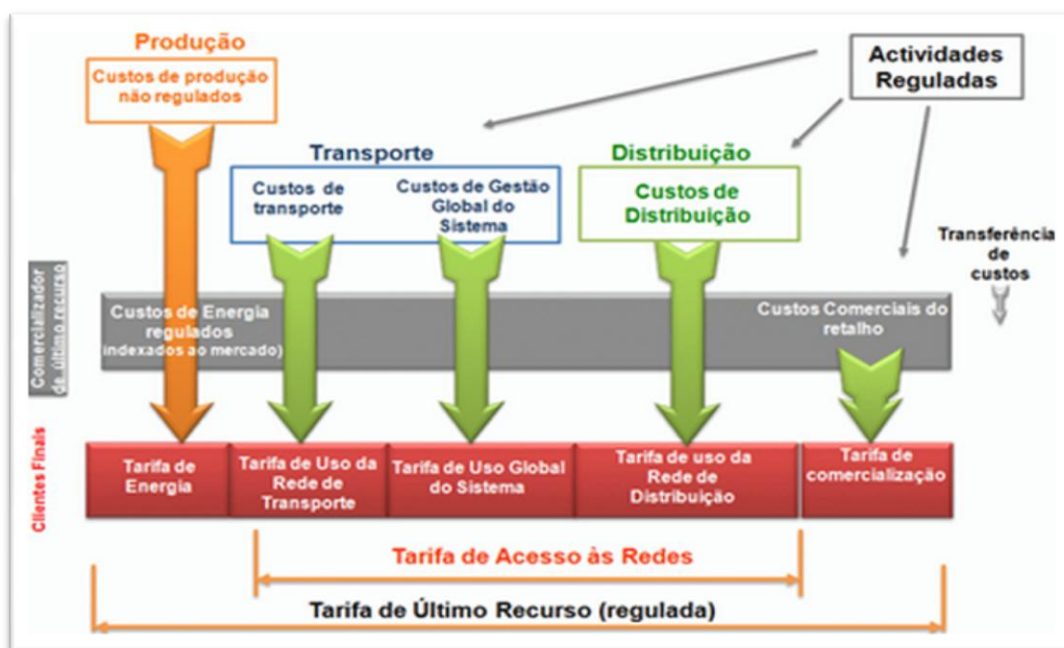 Produção
Custos de produção
não regulados
Actividades
Reguladas
Transporte
Custos de
transporte
Custos de Gestão
Global do
Sistema
Distribuição
Custos de
Distribuição
Transferência
de
custos
Comercializador
de último recurso
Custos de Energia
regulados
(indexados ao mercado)
Custos Comerciais do
retalho
Clientes Finais
Tarifa de
Energia
Tarifa de Uso da
Rede de
Transporte
Tarifa de Uso Global
do Sistema
Tarifa de uso da
Rede de
Distribuição
Tarifa de
comercialização
Tarifa de Acesso às Redes
Tarifa de Último Recurso (regulada)